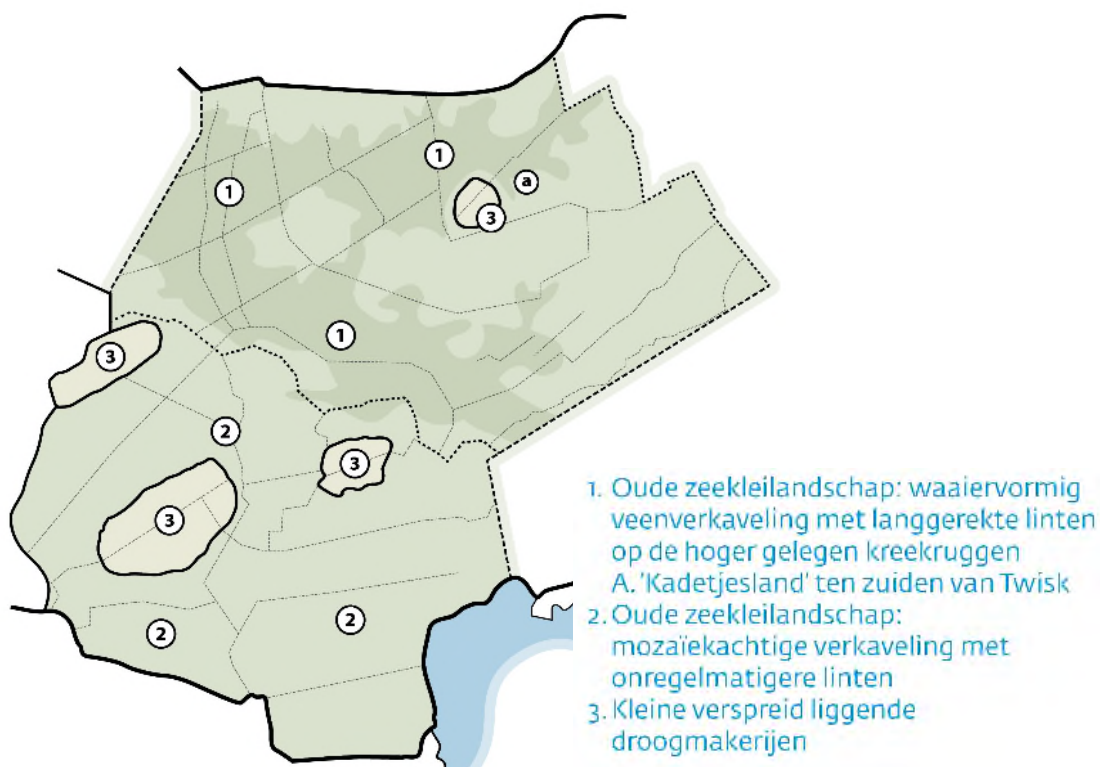 1
1
a
3
1
3
2
3
3
2
2
1. Oude zeekleilandschap: waaiervormig
veenverkaveling met langgerekte linten
op de hoger gelegen kreekruggen
A. 'Kadetjesland' ten zuiden van Twisk
2. Oude zeekleilandschap:
mozaïekachtige verkaveling met
onregelmatigere linten
3. Kleine verspreid liggende
droogmakerijen